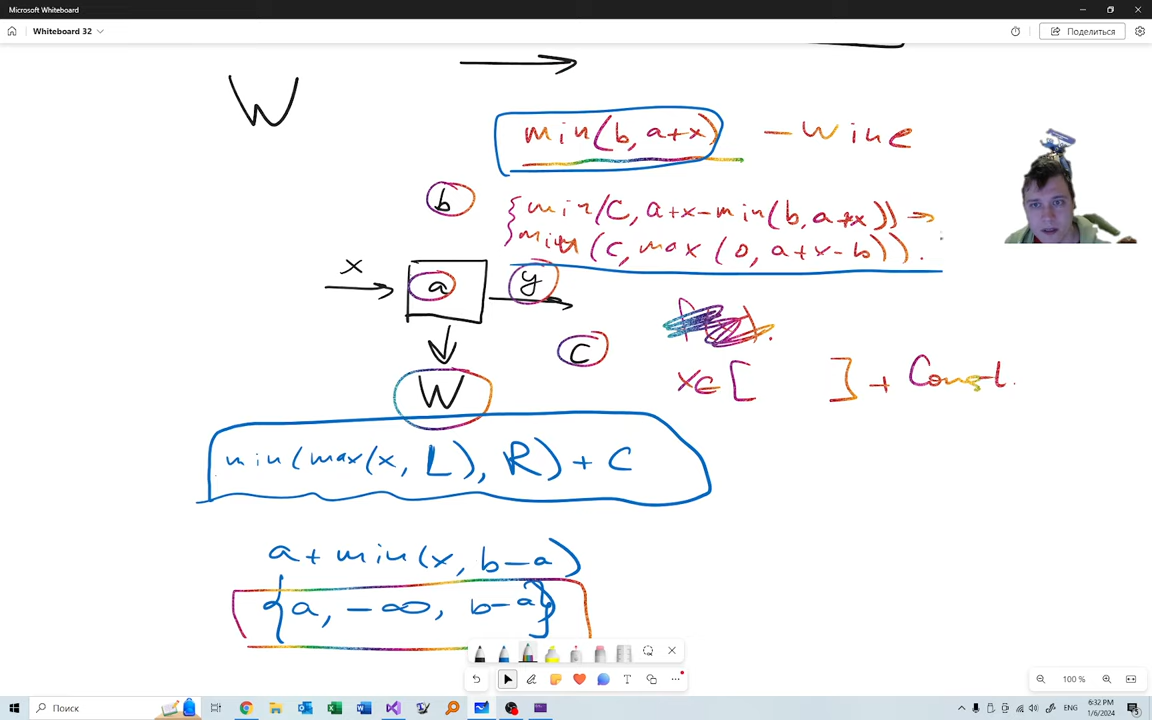 Microsoft Whiteboard
Whiteboard 32
Поделиться
W
min(b, a+x) — wine
b
{min(C, a+x-min(b, a+x)) →
min(c, max(0, a+x-b)).
x
a
y
C
W
x∈[ ] + Const.
min(max(x, L), R) + C
a + min(x, b-a)
{a, -∞, b-a}
100 %
Поиск
ENG
6:32 PM
1/6/2024
5